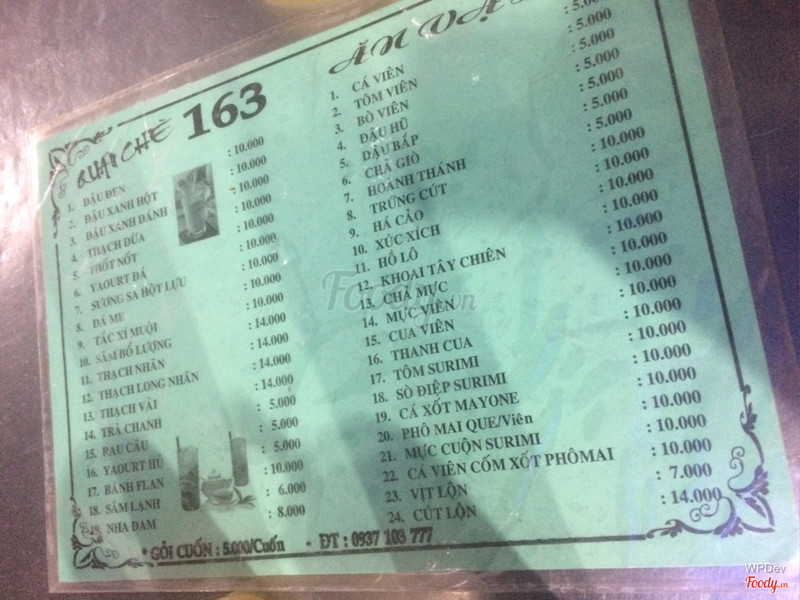 QUÁN CHÈ 163
1. ĐẬU ĐEN : 10.000
2. ĐẬU XANH HỘT : 10.000
3. ĐẬU XANH ĐÁNH : 10.000
4. THẠCH DỪA : 10.000
5. THỐT NỐT : 10.000
6. YAOURT ĐÁ : 10.000
7. SƯƠNG SA HỘT LỰU : 10.000
8. ĐÁ ME : 10.000
9. TẮC XÍ MUỘI : 10.000
10. SÂM BỔ LƯỢNG : 14.000
11. THẠCH NHÃN : 14.000
12. THẠCH LONG NHÃN : 14.000
13. THẠCH VẢI : 14.000
14. TRÀ CHANH : 5.000
15. RAU CÂU : 5.000
16. YAOURT HỦ : 5.000
17. BÁNH FLAN : 10.000
18. SÂM LẠNH : 6.000
19. NHA ĐAM : 8.000
* GỎI CUỐN : 5.000/Cuốn - ĐT : 0937 103 777
ĂN
1. CÁ VIÊN
2. TÔM VIÊN : 5.000
3. BÒ VIÊN : 5.000
4. ĐẬU HŨ : 5.000
5. ĐẬU BẮP : 5.000
6. CHẢ GIÒ : 5.000
7. HOÀNH THÁNH : 5.000
8. TRỨNG CÚT : 10.000
9. HÁ CẢO : 10.000
10. XÚC XÍCH : 10.000
11. HỒ LÔ : 10.000
12. KHOAI TÂY CHIÊN : 10.000
13. CHẢ MỰC : 10.000
14. MỰC VIÊN : 10.000
15. CUA VIÊN : 10.000
16. THANH CUA : 10.000
17. TÔM SURIMI : 10.000
18. SÒ ĐIỆP SURIMI : 10.000
19. CÁ XỐT MAYONE : 10.000
20. PHÔ MAI QUE/Viên : 10.000
21. MỰC CUỘN SURIMI : 10.000
22. CÁ VIÊN CỐM XỐT PHÔMAI : 10.000
23. VỊT LỘN : 7.000
24. CÚT LỘN : 14.000
Foody.vn
WPDev
Foody.vn